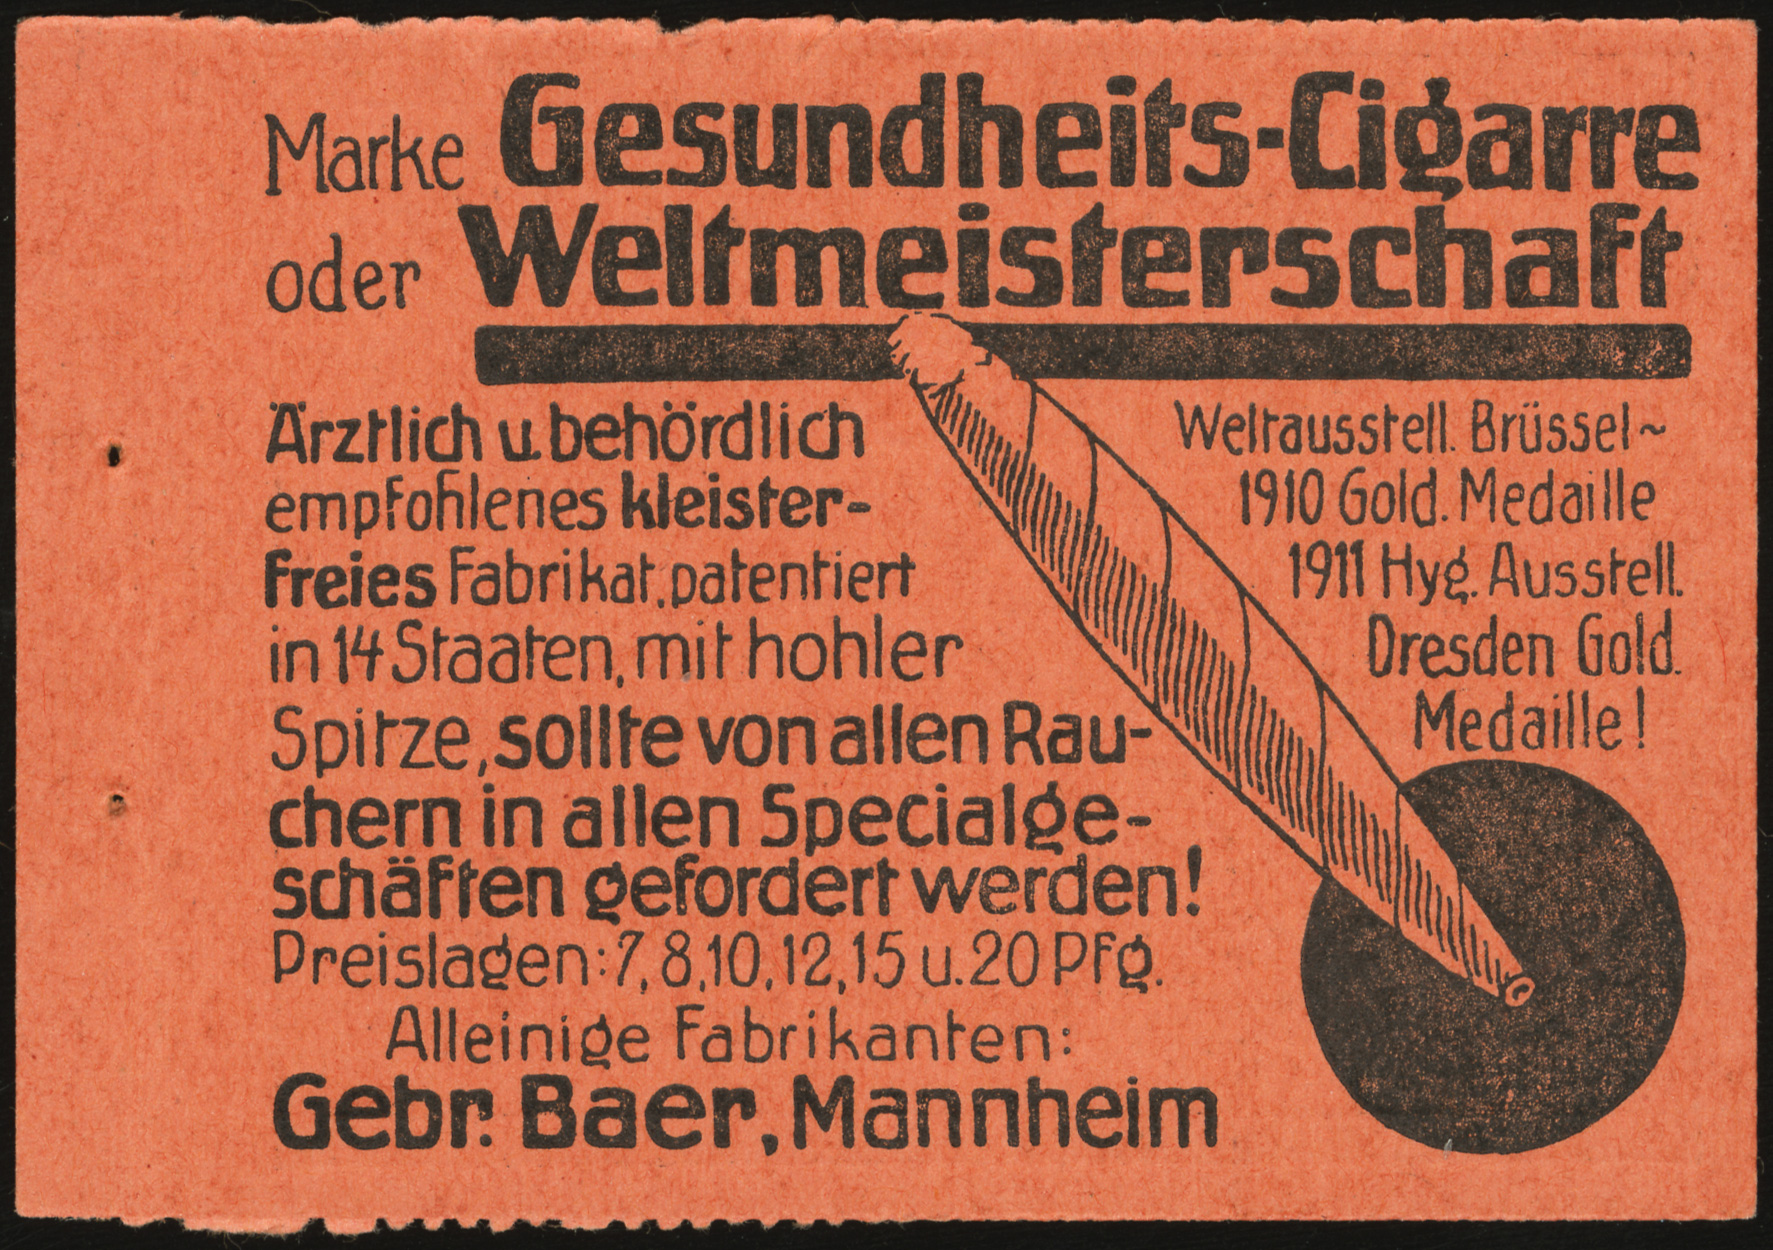 Marke Gesundheits-Cigarre
oder Weltmeisterschaft
Ärztlich u. behördlich
empfohlenes kleister-
freies Fabrikat, patentiert
in 14 Staaten, mit hohler
Spitze, sollte von allen Rau-
chern in allen Specialge-
schäften gefordert werden!
Preislagen: 7, 8, 10, 12, 15 u. 20 Pfg.
Alleinige Fabrikanten:
Gebr. Baer, Mannheim
Weltausstell. Brüssel~
1910 Gold. Medaille
1911 Hyg. Ausstell.
Dresden Gold.
Medaille!